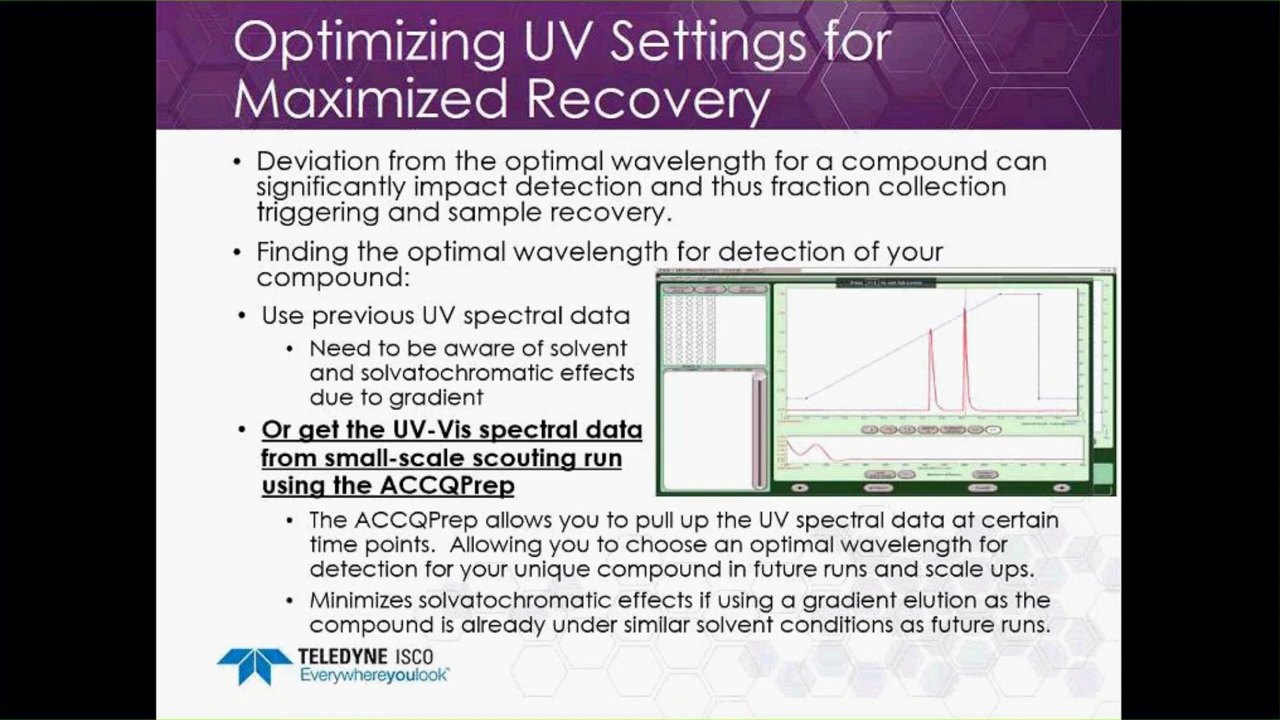 Optimizing UV Settings for
Maximized Recovery
• Deviation from the optimal wavelength for a compound can
significantly impact detection and thus fraction collection
triggering and sample recovery.
• Finding the optimal wavelength for detection of your
compound:
• Use previous UV spectral data
• Need to be aware of solvent
and solvatochromatic effects
due to gradient
• Or get the UV-Vis spectral data
from small-scale scouting run
using the ACCQPrep
• The ACCQPrep allows you to pull up the UV spectral data at certain
time points. Allowing you to choose an optimal wavelength for
detection for your unique compound in future runs and scale ups.
• Minimizes solvatochromatic effects if using a gradient elution as the
compound is already under similar solvent conditions as future runs.
TELEDYNE ISCO
Everywhereyoulook